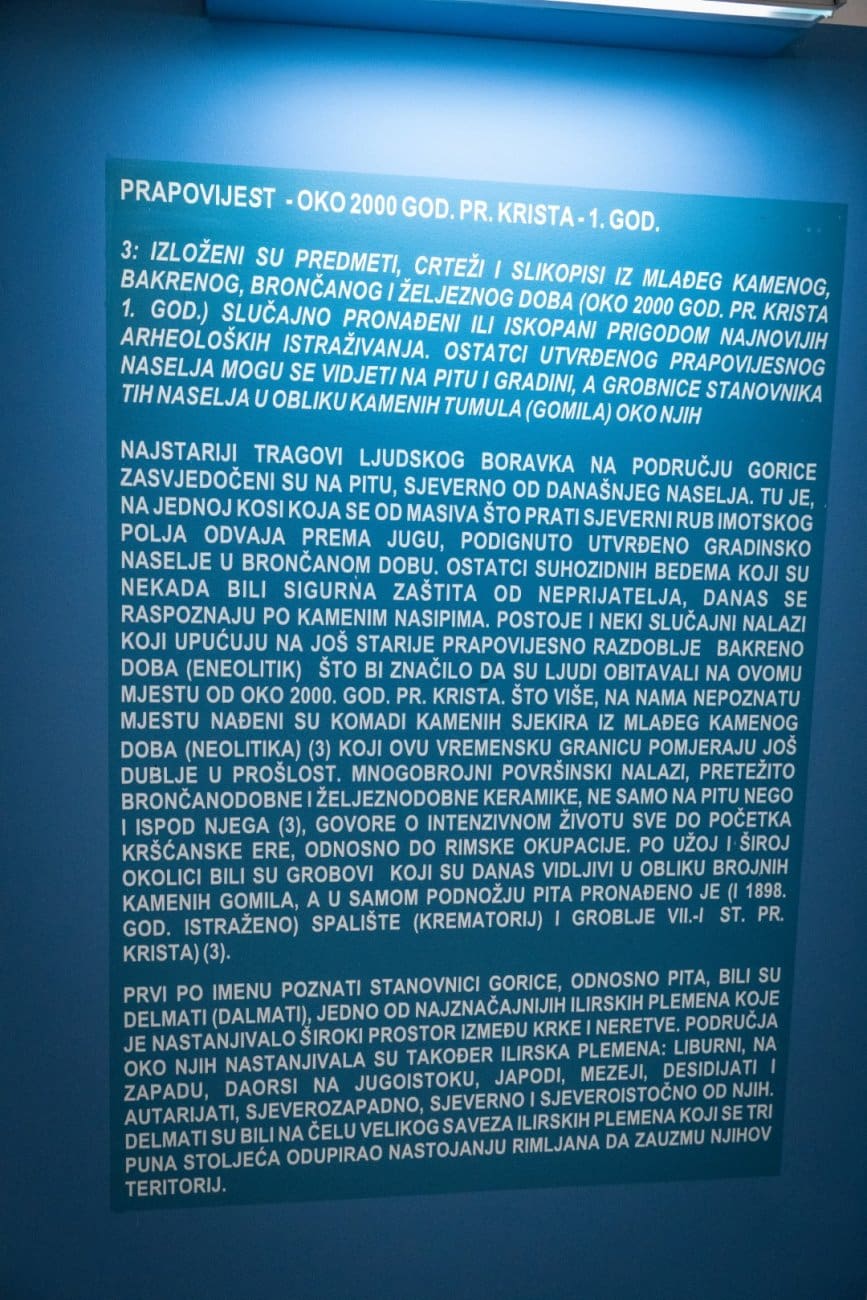 PRAPOVIJEST - OKO 2000 GOD. PR. KRISTA - 1. GOD.
3: IZLOŽENI SU PREDMETI, CRTEŽI I SLIKOPISI IZ MLAĐEG KAMENOG,
BAKRENOG, BRONČANOG I ŽELJEZNOG DOBA (OKO 2000 GOD. PR. KRISTA
1. GOD.) SLUČAJNO PRONAĐENI ILI ISKOPANI PRIGODOM NAJNOVIJIH
ARHEOLOŠKIH ISTRAŽIVANJA. OSTATCI UTVRĐENOG PRAPOVIJESNOG
NASELJA MOGU SE VIDJETI NA PITU I GRADINI, A GROBNICE STANOVNIKA
TIH NASELJA U OBLIKU KAMENIH TUMULA (GOMILA) OKO NJIH
NAJSTARIJI TRAGOVI LJUDSKOG BORAVKA NA PODRUČJU GORICE
ZASVJEDOČENI SU NA PITU, SJEVERNO OD DANAŠNJEG NASELJA. TU JE,
NA JEDNOJ KOSI KOJA SE OD MASIVA ŠTO PRATI SJEVERNI RUB IMOTSKOG
POLJA ODVAJA PREMA JUGU, PODIGNUTO UTVRĐENO GRADINSKO
NASELJE U BRONČANOM DOBU. OSTATCI SUHOZIDNIH BEDEMA KOJI SU
NEKADA BILI SIGURNA ZAŠTITA OD NEPRIJATELJA, DANAS SE
RASPOZNAJU PO KAMENIM NASIPIMA. POSTOJE I NEKI SLUČAJNI NALAZI
KOJI UPUĆUJU NA JOŠ STARIJE PRAPOVIJESNO RAZDOBLJE BAKRENO
DOBA (ENEOLITIK) ŠTO BI ZNAČILO DA SU LJUDI OBITAVALI NA OVOMU
MJESTU OD OKO 2000. GOD. PR. KRISTA. ŠTO VIŠE, NA NAMA NEPOZNATU
MJESTU NAĐENI SU KOMADI KAMENIH SJEKIRA IZ MLAĐEG KAMENOG
DOBA (NEOLITIKA) (3) KOJI OVU VREMENSKU GRANICU POMJERAJU JOŠ
DUBLJE U PROŠLOST. MNOGOBROJNI POVRŠINSKI NALAZI, PRETEŽITO
BRONČANODOBNE I ŽELJEZNODOBNE KERAMIKE, NE SAMO NA PITU NEGO
I ISPOD NJEGA (3), GOVORE O INTENZIVNOM ŽIVOTU SVE DO POČETKA
KRŠĆANSKE ERE, ODNOSNO DO RIMSKE OKUPACIJE. PO UŽOJ I ŠIROJ
OKOLICI BILI SU GROBOVI KOJI SU DANAS VIDLJIVI U OBLIKU BROJNIH
KAMENIH GOMILA, A U SAMOM PODNOŽJU PITA PRONAĐENO JE (I 1898.
GOD. ISTRAŽENO) SPALIŠTE (KREMATORIJ) I GROBLJE VII.-I ST. PR.
KRISTA) (3).
PRVI PO IMENU POZNATI STANOVNICI GORICE, ODNOSNO PITA, BILI SU
DELMATI (DALMATI), JEDNO OD NAJZNAČAJNIJIH ILIRSKIH PLEMENA KOJE
JE NASTANJIVALO ŠIROKI PROSTOR IZMEĐU KRKE I NERETVE. PODRUČJA
OKO NJIH NASTANJIVALA SU TAKOĐER ILIRSKA PLEMENA: LIBURNI, NA
ZAPADU, DAORSI NA JUGOISTOKU, JAPODI, MEZEJI, DESIDIJATI I
AUTARIJATI, SJEVEROZAPADNO, SJEVERNO I SJEVEROISTOČNO OD NJIH.
DELMATI SU BILI NA ČELU VELIKOG SAVEZA ILIRSKIH PLEMENA KOJI SE TRI
PUNA STOLJEĆA ODUPIRAO NASTOJANJU RIMLJANA DA ZAUZMU NJIHOV
TERITORIJ.